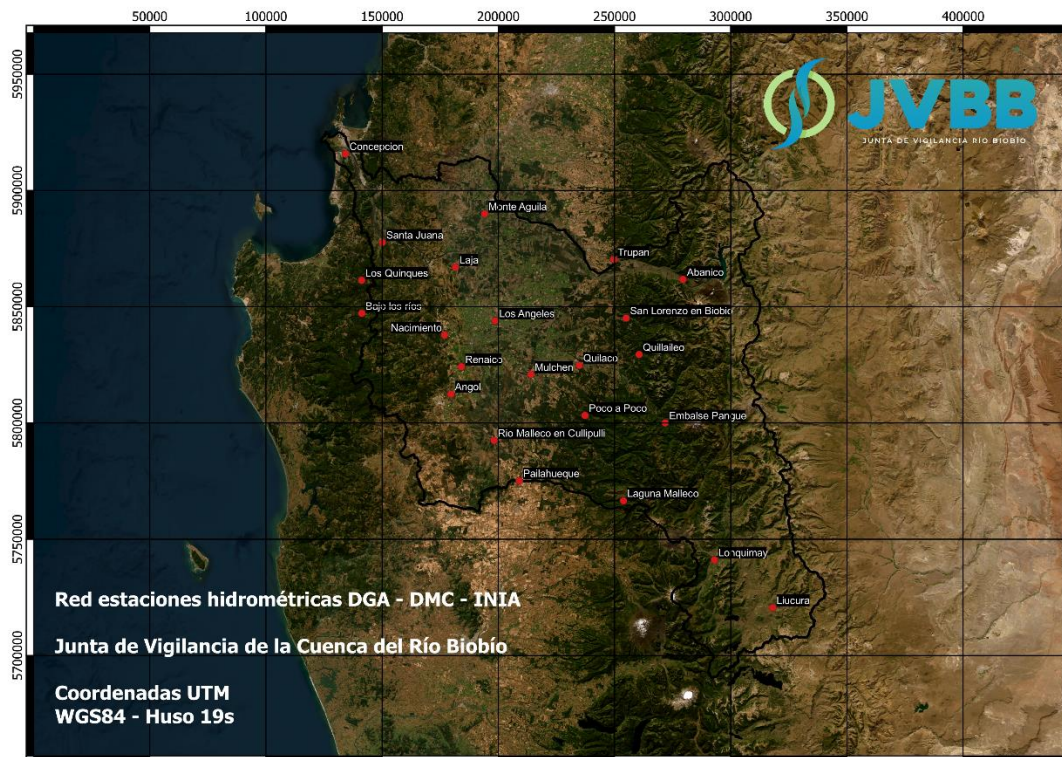 50000
100000
150000
200000
250000
300000
350000
400000
5950000
5900000
5850000
5800000
5750000
5700000
JVBB
JUNTA DE VIGILANCIA RÍO BIOBÍO
Concepcion
Monte Aguila
Santa Juana
Trupan
Laja
Abanico
Los Quinques
Bajo los ríos
Los Angeles
San Lorenzo en Biobio
Nacimiento
Quillaileo
Renaico
Mulchen
Quilaco
Angol
Poco a Poco
Embalse Pangue
Rio Malleco en Cullipulli
Pailahueque
Laguna Malleco
Lonquimay
Liucura
Red estaciones hidrométricas DGA - DMC - INIA
Junta de Vigilancia de la Cuenca del Río Biobío
Coordenadas UTM
WGS84 - Huso 19s